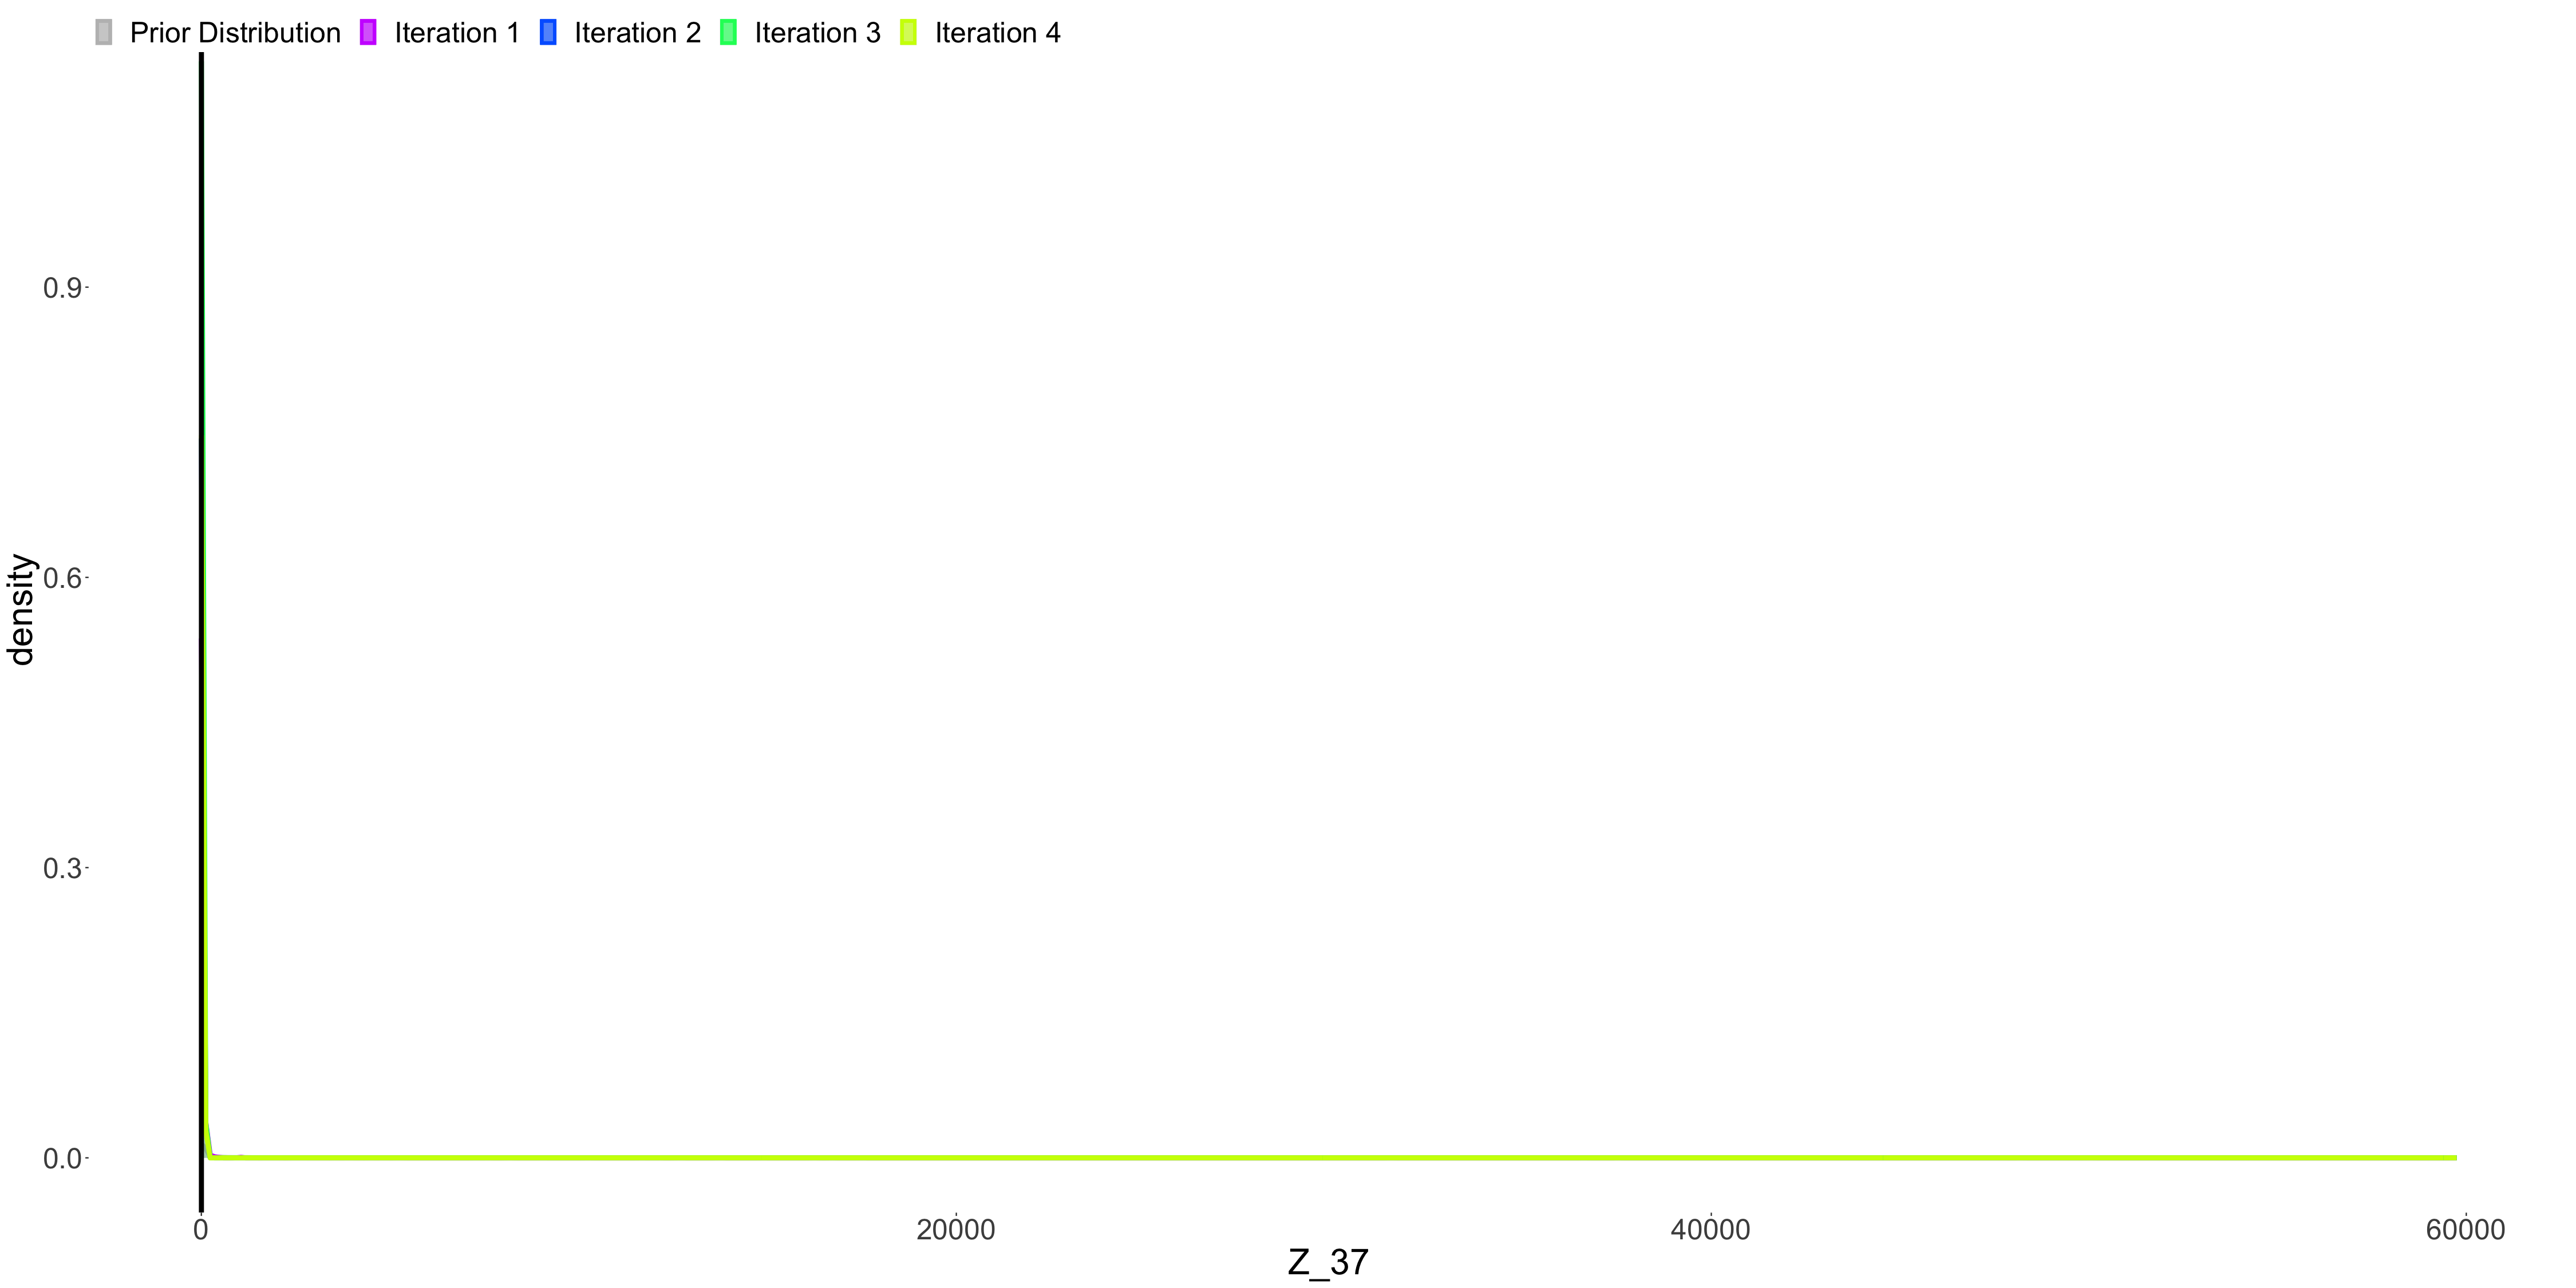 Prior Distribution Iteration 1 Iteration 2 Iteration 3 Iteration 4
0.9
0.6
0.3
0.0
density
0 20000 40000 60000
Z_37